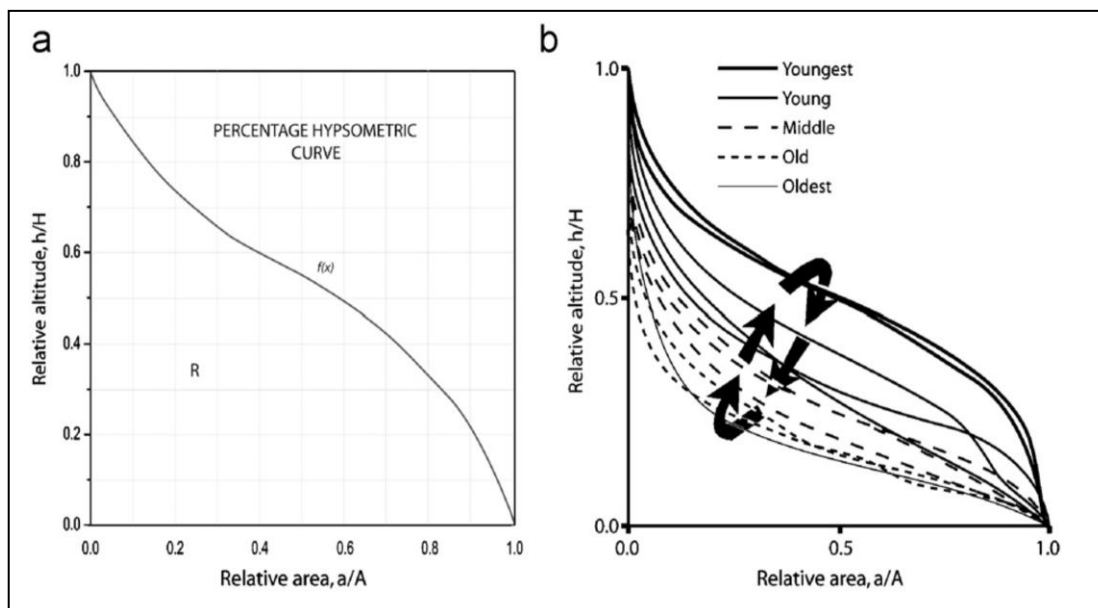 a
1.0
0.8
0.6
0.4
0.2
0.0
Relative altitude, h/H
PERCENTAGE HYPSOMETRIC
CURVE
f(x)
R
0.0 0.2 0.4 0.6 0.8 1.0
Relative area, a/A
b
1.0
0.5
0.0
Relative altitude, h/H
Youngest
Young
Middle
Old
Oldest
0.0 0.5 1.0
Relative area, a/A